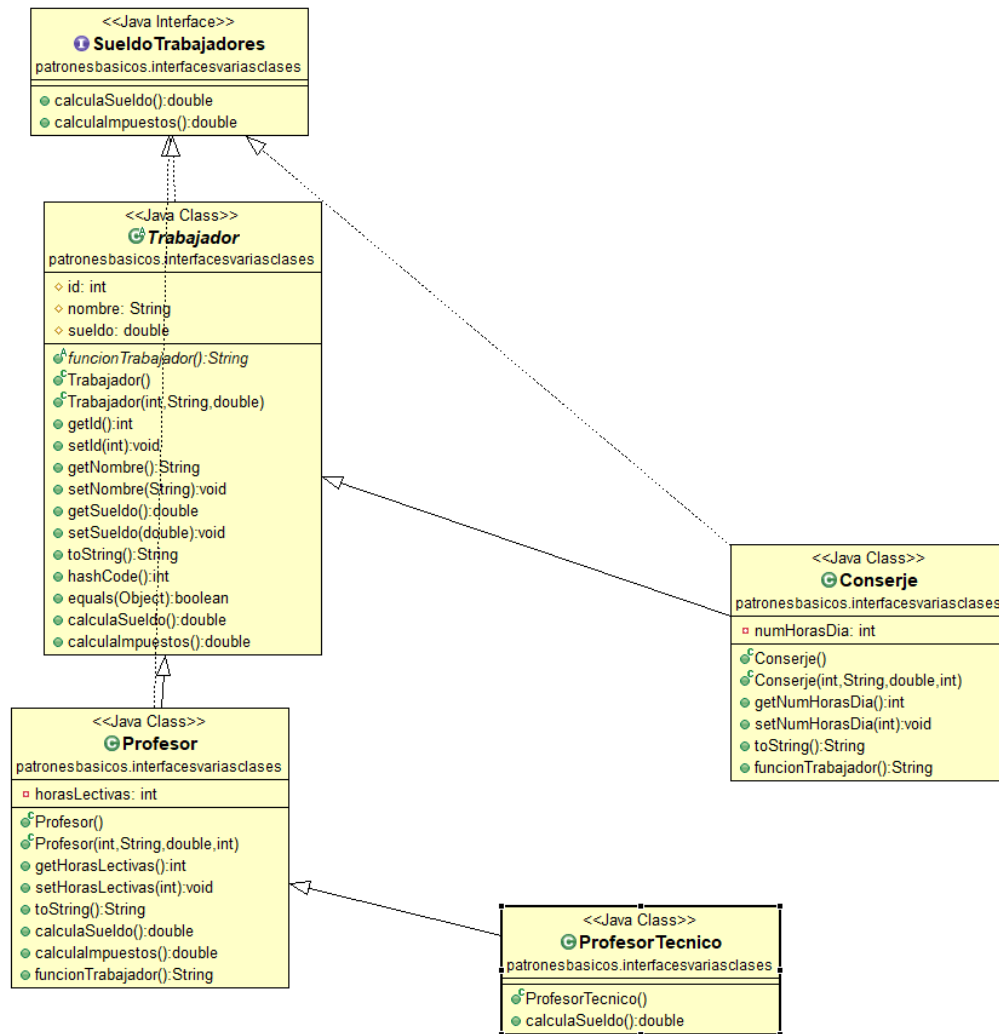 <<Java Interface>>
SueldoTrabajadores
patronesbasicos.interfacesvariasclases
calculaSueldo():double
calculaImpuestos():double
<<Java Class>>
Trabajador
patronesbasicos.interfacesvariasclases
id: int
nombre: String
sueldo: double
funcionTrabajador():String
Trabajador()
Trabajador(int,String,double)
getId():int
setId(int):void
getNombre():String
setNombre(String):void
getSueldo():double
setSueldo(double):void
toString():String
hashCode():int
equals(Object):boolean
calculaSueldo():double
calculaImpuestos():double
<<Java Class>>
Conserje
patronesbasicos.interfacesvariasclases
numHorasDia: int
Conserje()
Conserje(int,String,double,int)
getNumHorasDia():int
setNumHorasDia(int):void
toString():String
funcionTrabajador():String
<<Java Class>>
Profesor
patronesbasicos.interfacesvariasclases
horasLectivas: int
Profesor()
Profesor(int,String,double,int)
getHorasLectivas():int
setHorasLectivas(int):void
toString():String
calculaSueldo():double
calculaImpuestos():double
funcionTrabajador():String
<<Java Class>>
ProfesorTecnico
patronesbasicos.interfacesvariasclases
ProfesorTecnico()
calculaSueldo():double